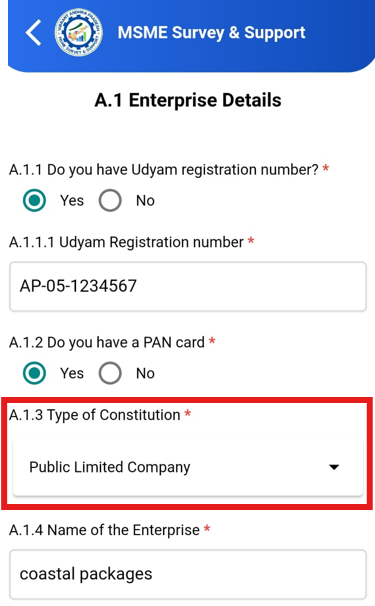 MSME Survey & Support
A.1 Enterprise Details
A.1.1 Do you have Udyam registration number? *
Yes No
A.1.1.1 Udyam Registration number *
AP-05-1234567
A.1.2 Do you have a PAN card *
Yes No
A.1.3 Type of Constitution *
Public Limited Company
A.1.4 Name of the Enterprise *
coastal packages